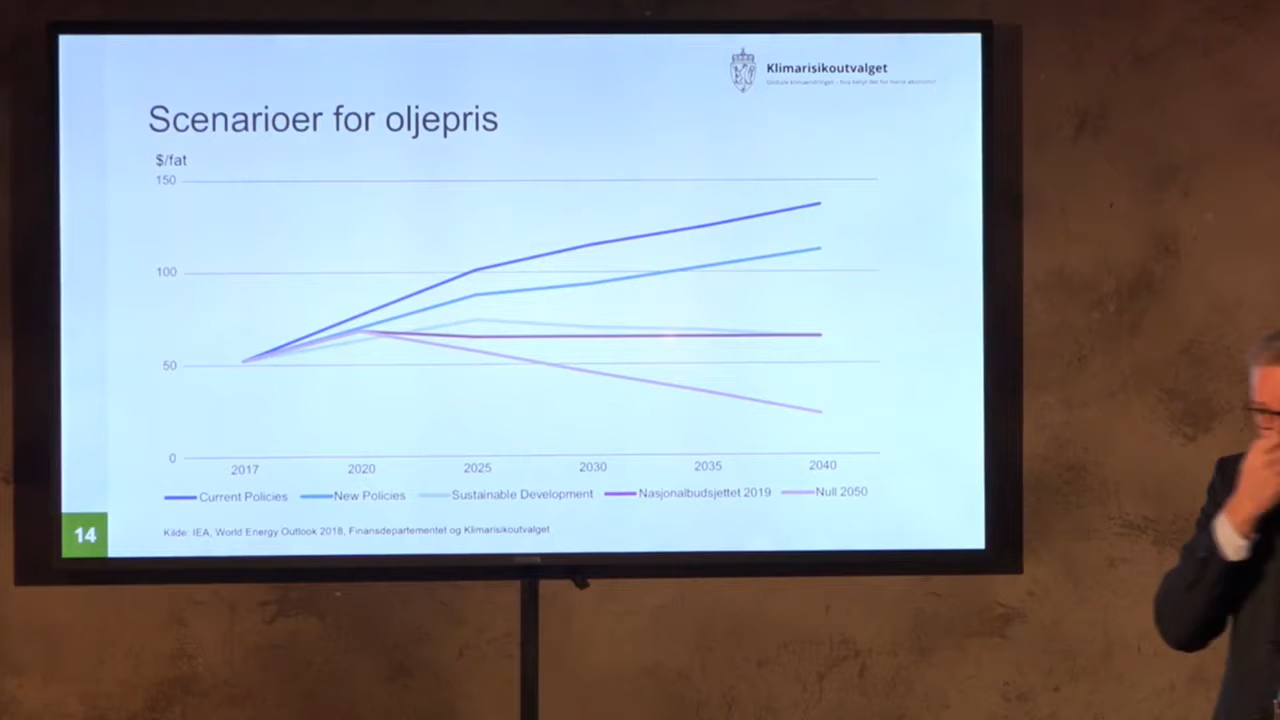 Klimarisikoutvalget
Scenarioer for oljepris
$/fat
150
100
50
0
2017 2020 2025 2030 2035 2040
Current Policies New Policies Sustainable Development Nasjonalbudsjettet 2019 Null 2050
14
Kilde: IEA, World Energy Outlook 2018, Finansdepartementet og Klimarisikoutvalget